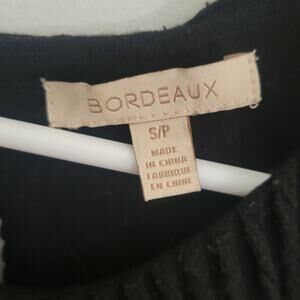 BORDEAUX
S/P
MADE
IN CHINA
FABRIQUE
EN CHINE